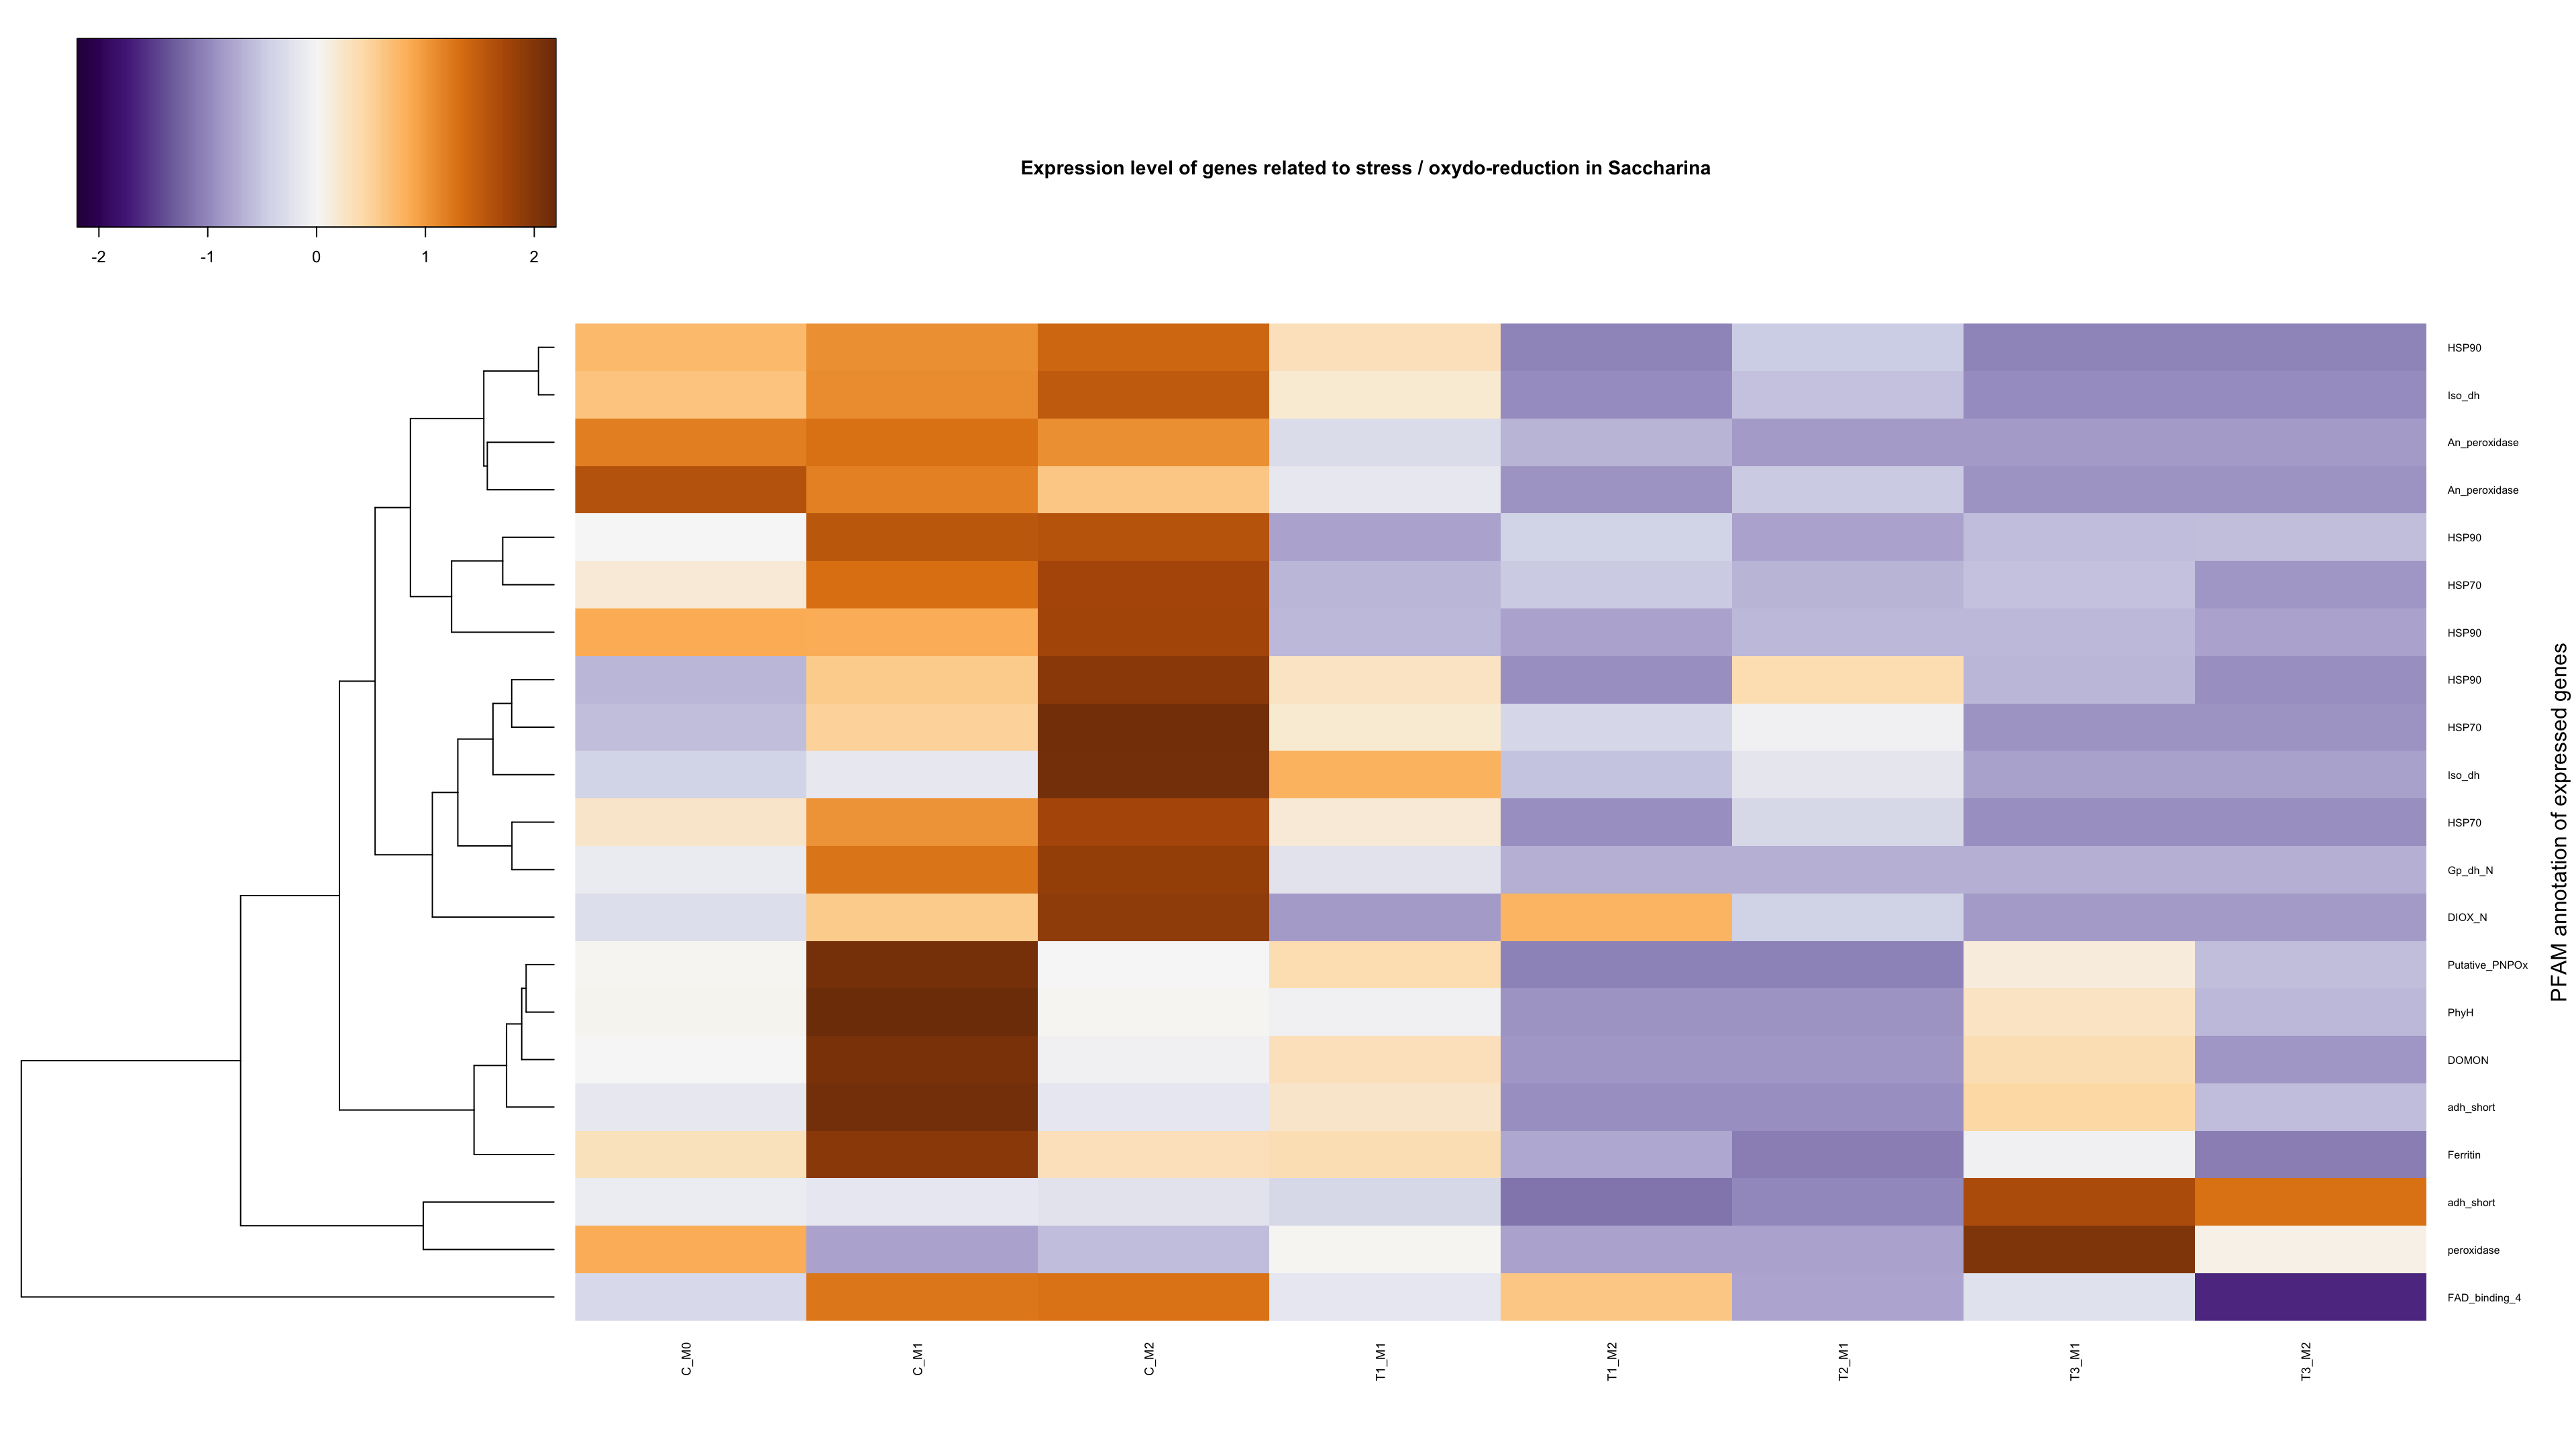 -2 -1 0 1 2
Expression level of genes related to stress / oxydo-reduction in Saccharina
HSP90
Iso_dh
An_peroxidase
An_peroxidase
HSP90
HSP70
HSP90
HSP90
HSP70
Iso_dh
HSP70
Gp_dh_N
DIOX_N
Putative_PNPOx
PhyH
DOMON
adh_short
Ferritin
adh_short
peroxidase
FAD_binding_4
PFAM annotation of expressed genes
C_M0 C_M1 C_M2 T1_M1 T1_M2 T2_M1 T3_M1 T3_M2